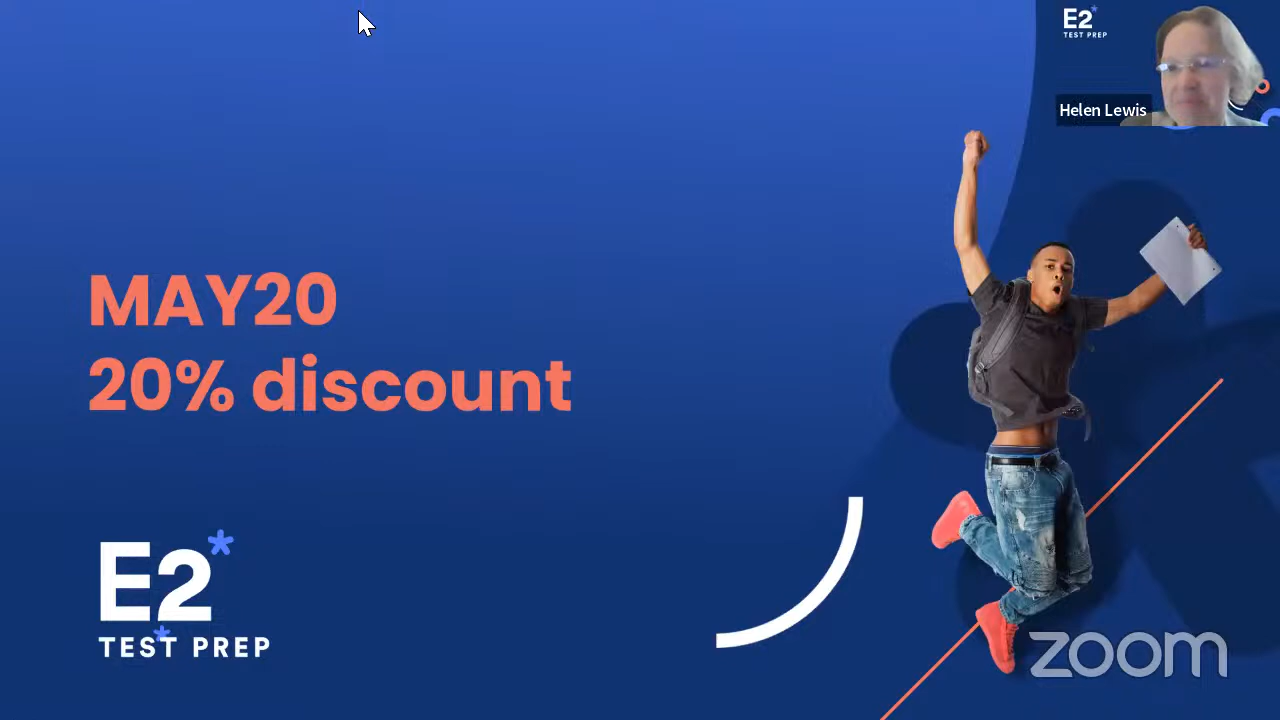 E2*
TEST PREP
Helen Lewis
MAY20
20% discount
E2*
TEST PREP
zoom